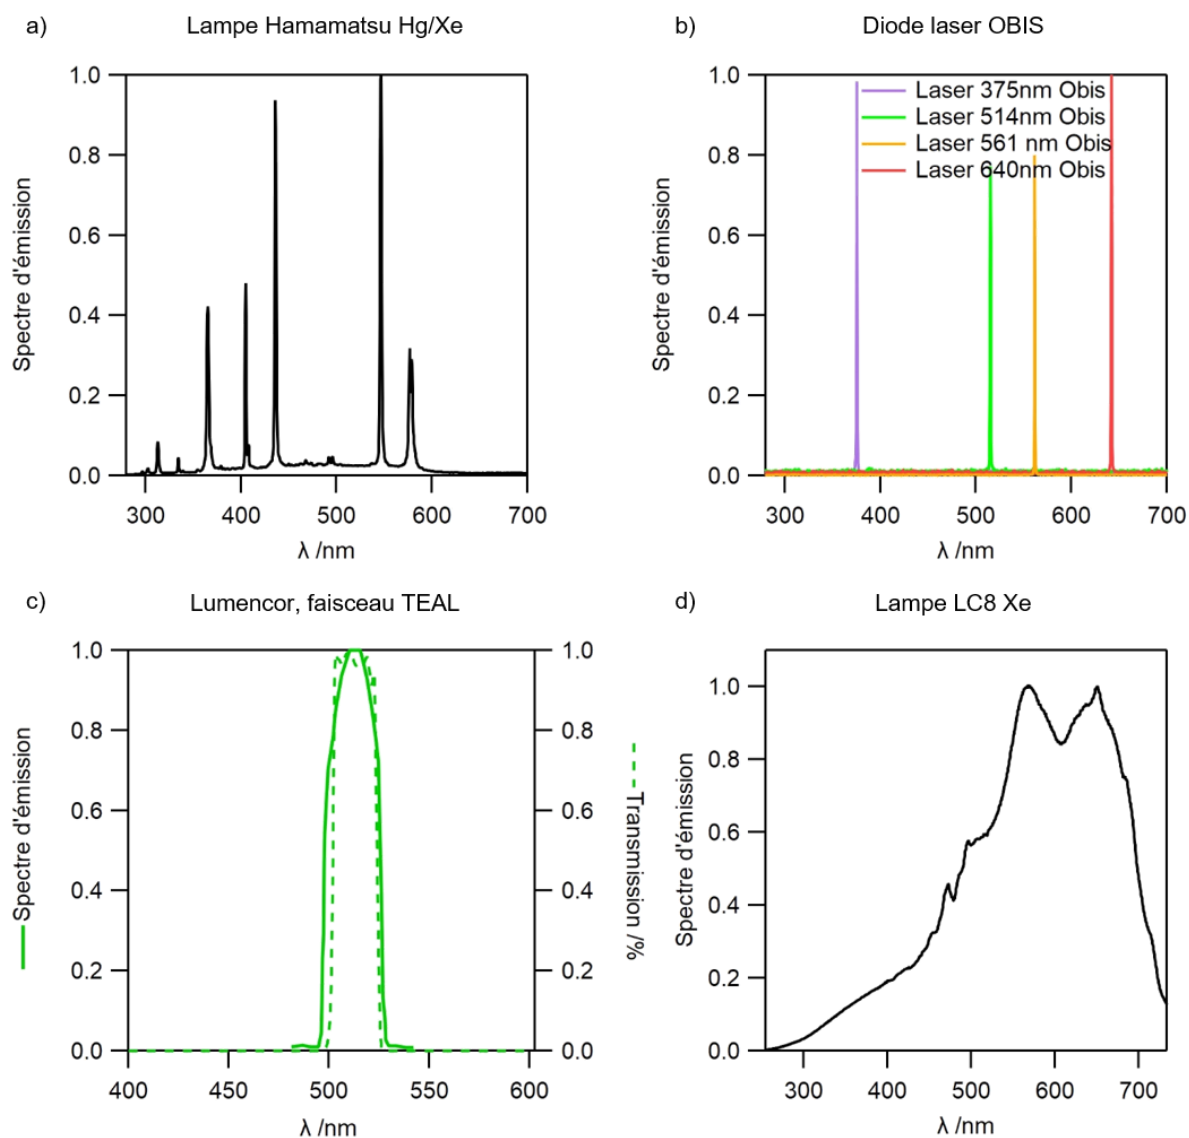 a)
Lampe Hamamatsu Hg/Xe
1.0
0.8
0.6
0.4
0.2
0.0
Spectre d'émission
300 400 500 600 700
λ /nm
b)
Diode laser OBIS
Laser 375nm Obis
Laser 514nm Obis
Laser 561 nm Obis
Laser 640nm Obis
1.0
0.8
0.6
0.4
0.2
0.0
Spectre d'émission
300 400 500 600 700
λ /nm
c)
Lumencor, faisceau TEAL
1.0
0.8
0.6
0.4
0.2
0.0
Spectre d'émission
1.0
0.8
0.6
0.4
0.2
0.0
Transmission /%
400 450 500 550 600
λ /nm
d)
Lampe LC8 Xe
1.0
0.8
0.6
0.4
0.2
0.0
Spectre d'émission
300 400 500 600 700
λ /nm